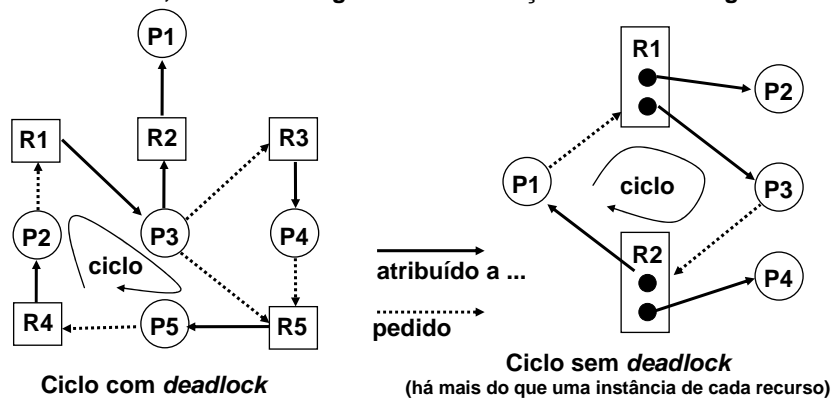 P1
R1
R2
R3
P2
P3
P4
ciclo
R4
P5
R5
Ciclo com deadlock
atribuído a ...
pedido
R1
P2
P1
ciclo
P3
R2
P4
Ciclo sem deadlock
(há mais do que uma instância de cada recurso)